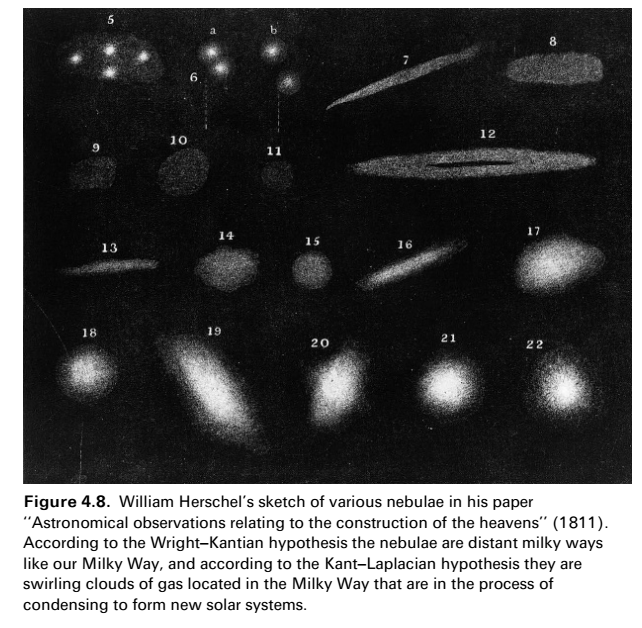 5
a
b
6
7
8
9
10
11
12
13
14
15
16
17
18
19
20
21
22
Figure 4.8. William Herschel's sketch of various nebulae in his paper
"Astronomical observations relating to the construction of the heavens" (1811).
According to the Wright–Kantian hypothesis the nebulae are distant milky ways
like our Milky Way, and according to the Kant–Laplacian hypothesis they are
swirling clouds of gas located in the Milky Way that are in the process of
condensing to form new solar systems.